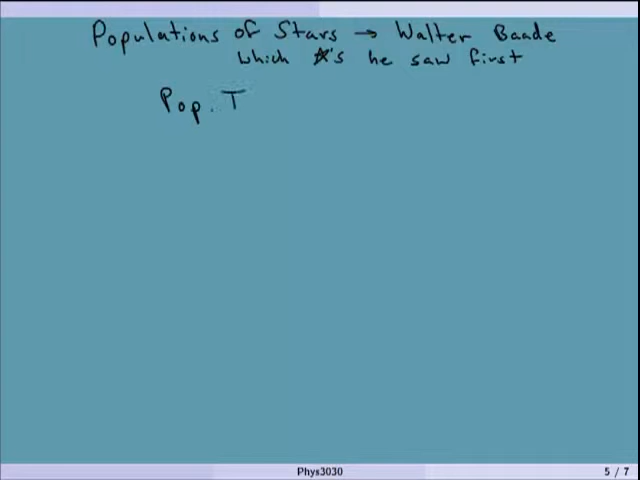 Populations of Stars → Walter Baade
which ★'s he saw first
Pop. T
Phys3030
5 / 7